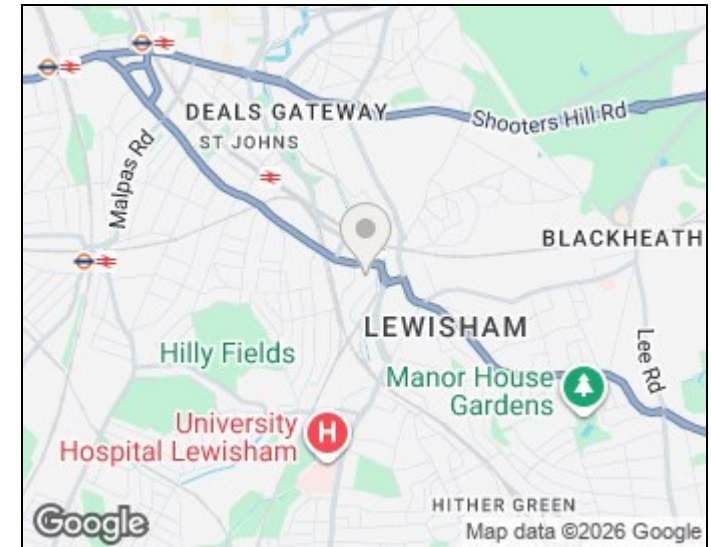 DEALS GATEWAY
Shooters Hill Rd
ST JOHNS
Malpas Rd
BLACKHEATH
LEWISHAM
Hilly Fields
Lee Rd
Manor House
Gardens
University
Hospital Lewisham
H
HITHER GREEN
Google
Map data ©2026 Google